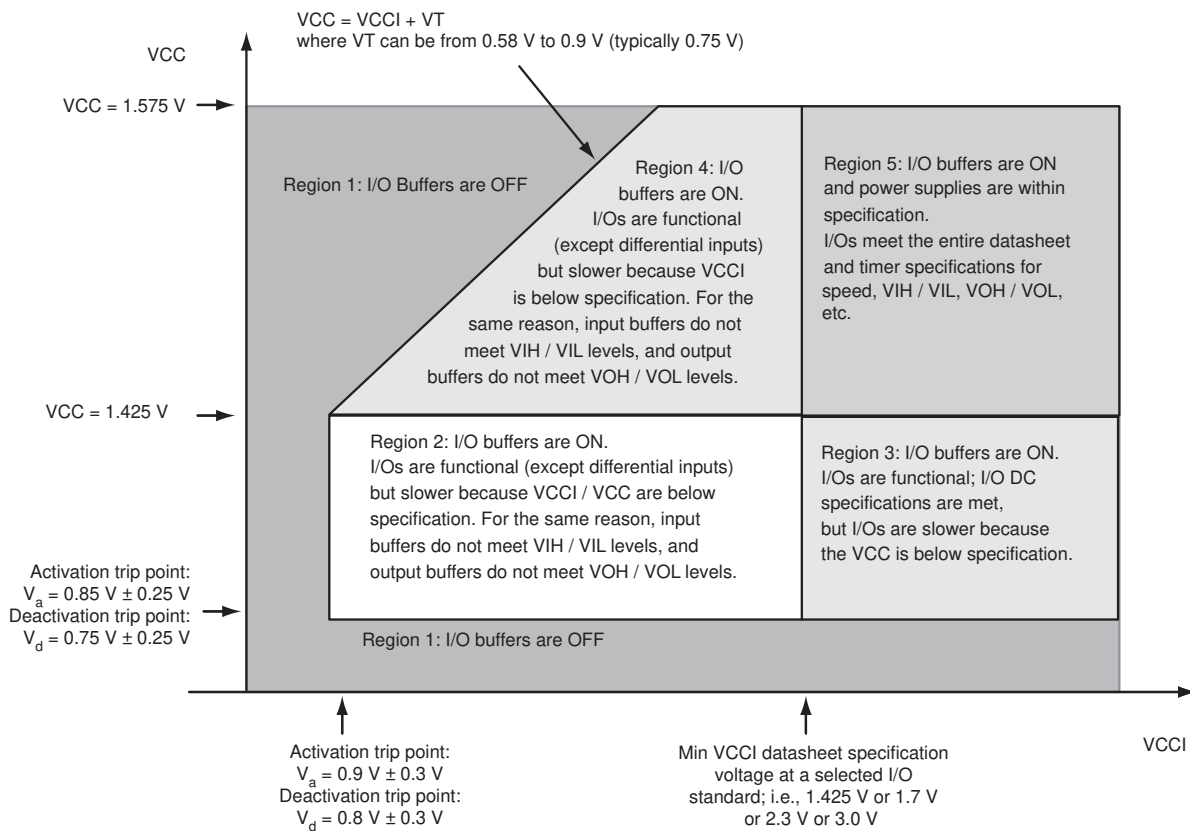 VCC = VCCI + VT
where VT can be from 0.58 V to 0.9 V (typically 0.75 V)
VCC
VCC = 1.575 V
Region 1: I/O Buffers are OFF
Region 4: I/O
buffers are ON.
I/Os are functional
(except differential inputs)
but slower because VCCI
is below specification. For the
same reason, input buffers do not
meet VIH / VIL levels, and output
buffers do not meet VOH / VOL levels.
Region 5: I/O buffers are ON
and power supplies are within
specification.
I/Os meet the entire datasheet
and timer specifications for
speed, VIH / VIL, VOH / VOL,
etc.
VCC = 1.425 V
Region 2: I/O buffers are ON.
I/Os are functional (except differential inputs)
but slower because VCCI / VCC are below
specification. For the same reason, input
buffers do not meet VIH / VIL levels, and
output buffers do not meet VOH / VOL levels.
Region 3: I/O buffers are ON.
I/Os are functional; I/O DC
specifications are met,
but I/Os are slower because
the VCC is below specification.
Activation trip point:
Va = 0.85 V ± 0.25 V
Deactivation trip point:
Vd = 0.75 V ± 0.25 V
Region 1: I/O buffers are OFF
VCCI
Activation trip point:
Va = 0.9 V ± 0.3 V
Deactivation trip point:
Vd = 0.8 V ± 0.3 V
Min VCCI datasheet specification
voltage at a selected I/O
standard; i.e., 1.425 V or 1.7 V
or 2.3 V or 3.0 V